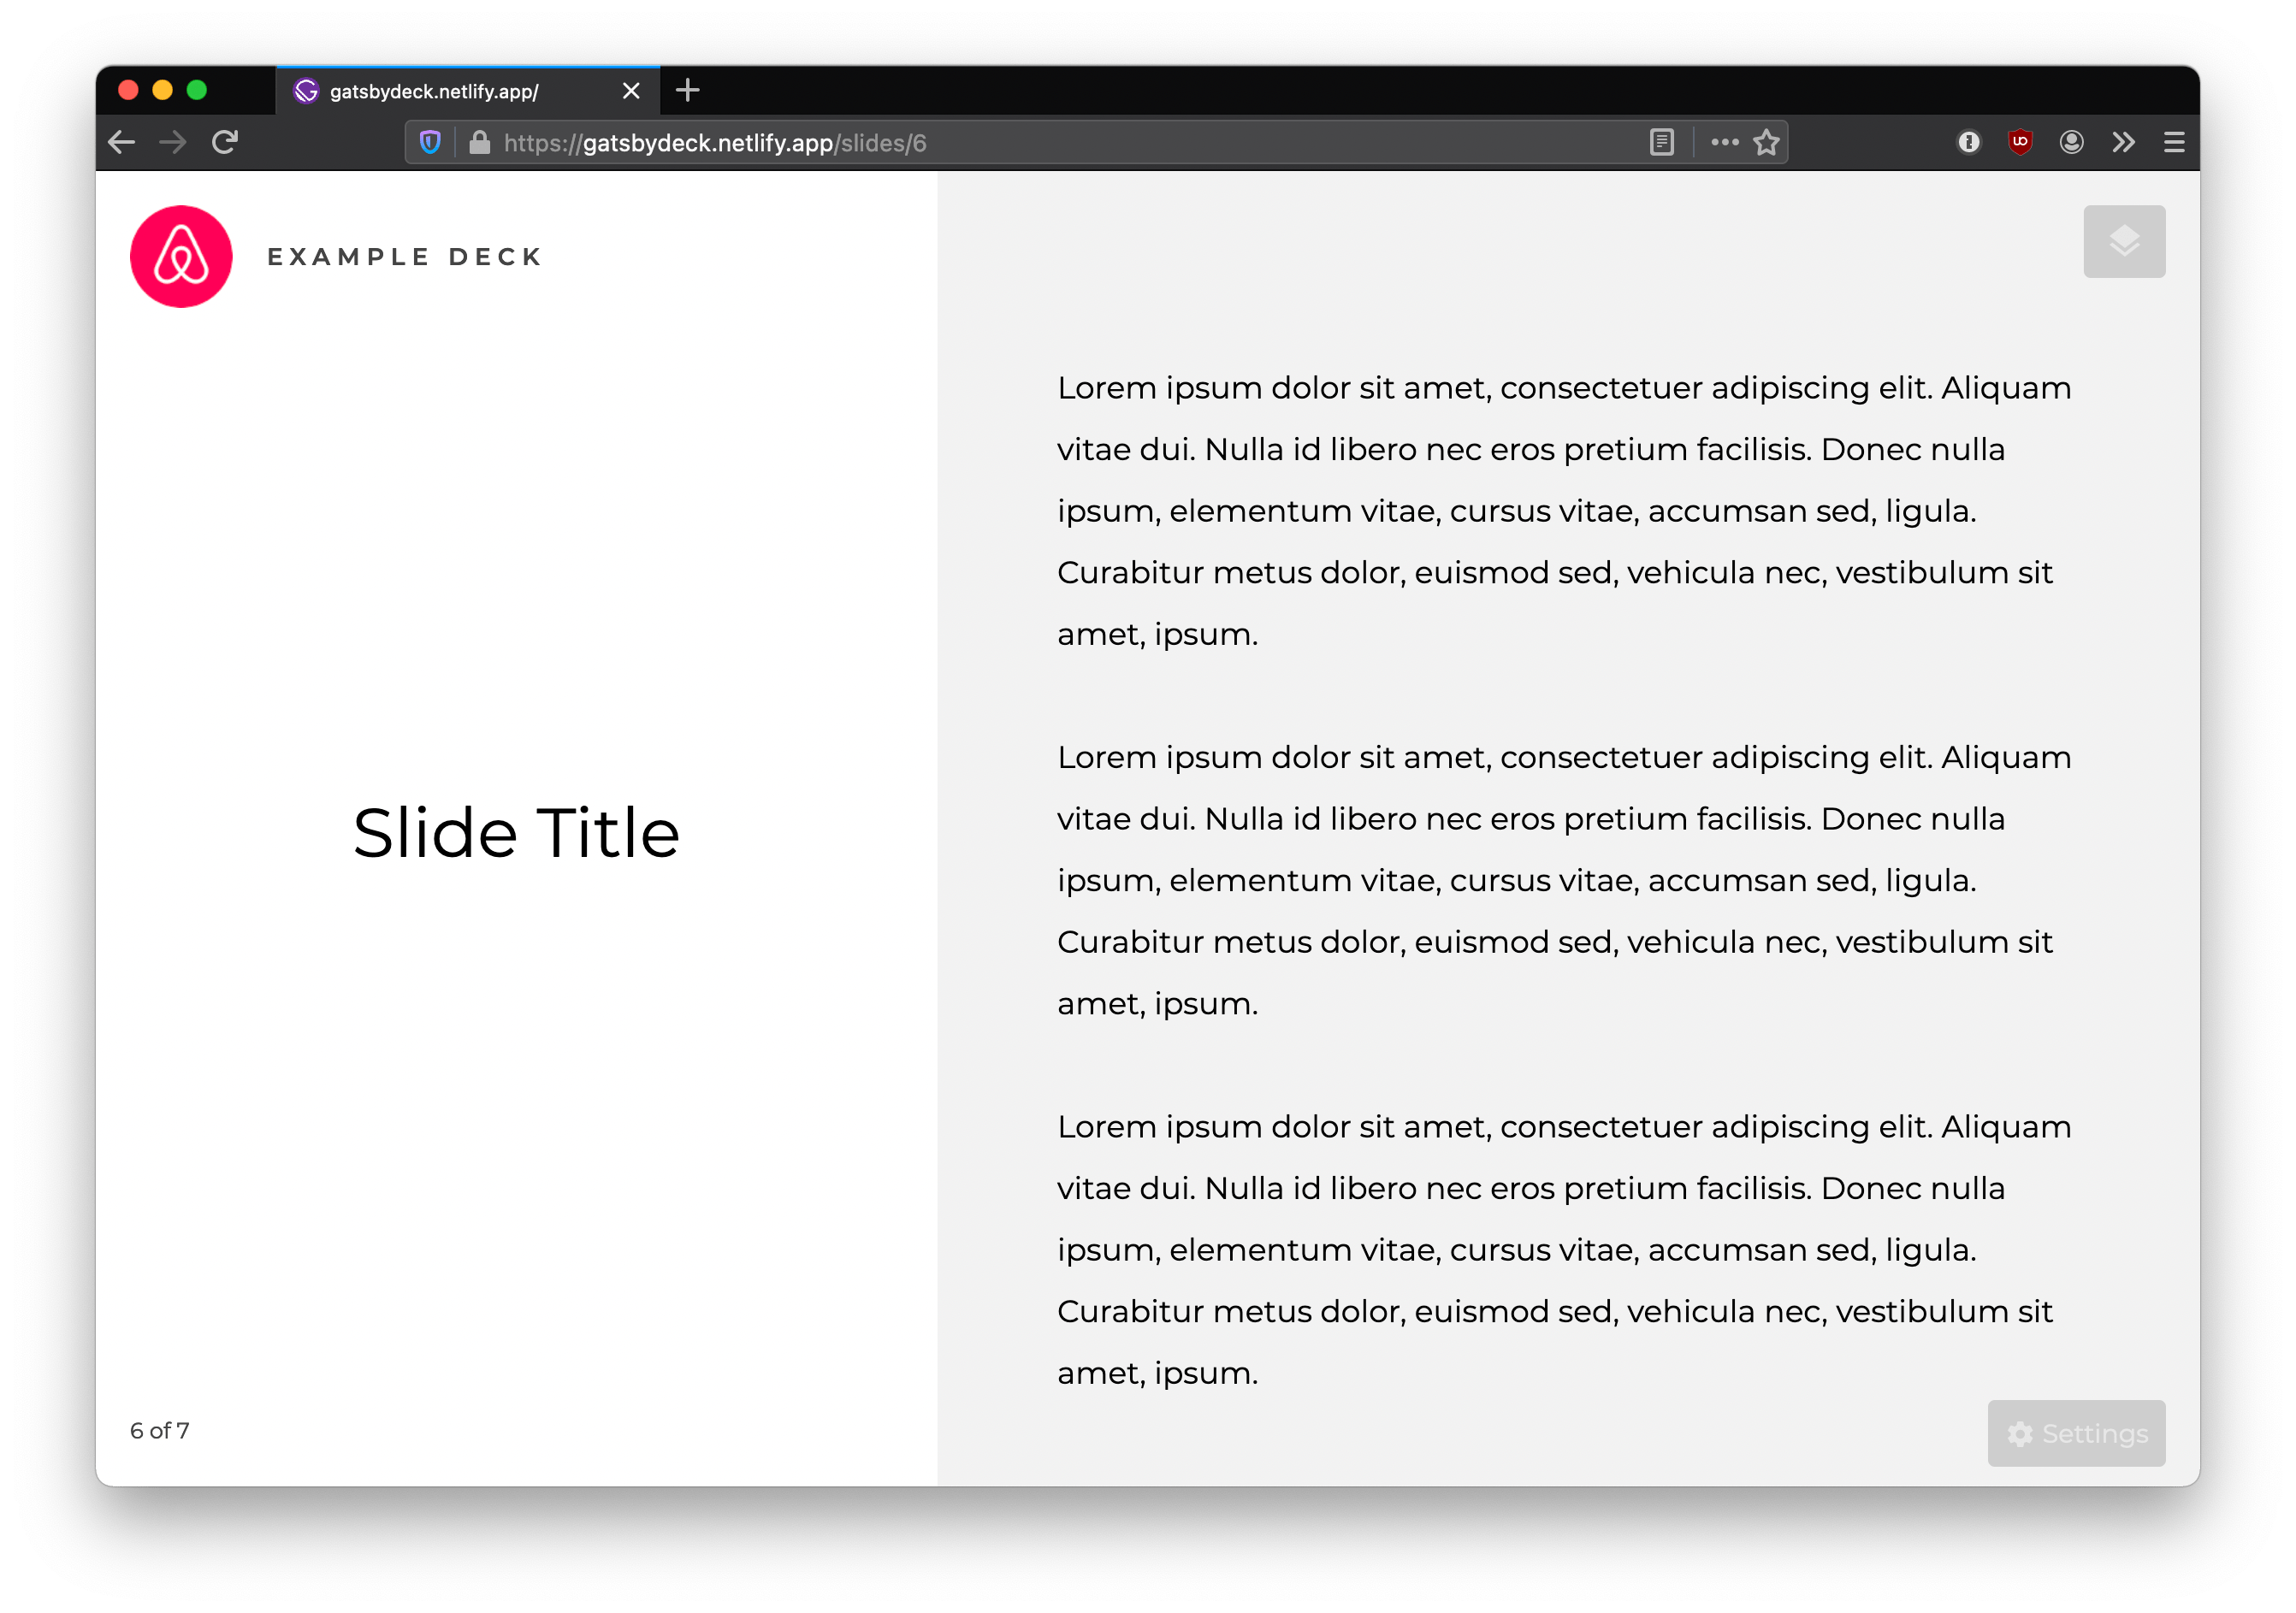 gatsbydeck.netlify.app/
https://gatsbydeck.netlify.app/slides/6
EXAMPLE DECK
Slide Title
6 of 7
Lorem ipsum dolor sit amet, consectetuer adipiscing elit. Aliquam
vitae dui. Nulla id libero nec eros pretium facilisis. Donec nulla
ipsum, elementum vitae, cursus vitae, accumsan sed, ligula.
Curabitur metus dolor, euismod sed, vehicula nec, vestibulum sit
amet, ipsum.
Lorem ipsum dolor sit amet, consectetuer adipiscing elit. Aliquam
vitae dui. Nulla id libero nec eros pretium facilisis. Donec nulla
ipsum, elementum vitae, cursus vitae, accumsan sed, ligula.
Curabitur metus dolor, euismod sed, vehicula nec, vestibulum sit
amet, ipsum.
Lorem ipsum dolor sit amet, consectetuer adipiscing elit. Aliquam
vitae dui. Nulla id libero nec eros pretium facilisis. Donec nulla
ipsum, elementum vitae, cursus vitae, accumsan sed, ligula.
Curabitur metus dolor, euismod sed, vehicula nec, vestibulum sit
amet, ipsum.
Settings